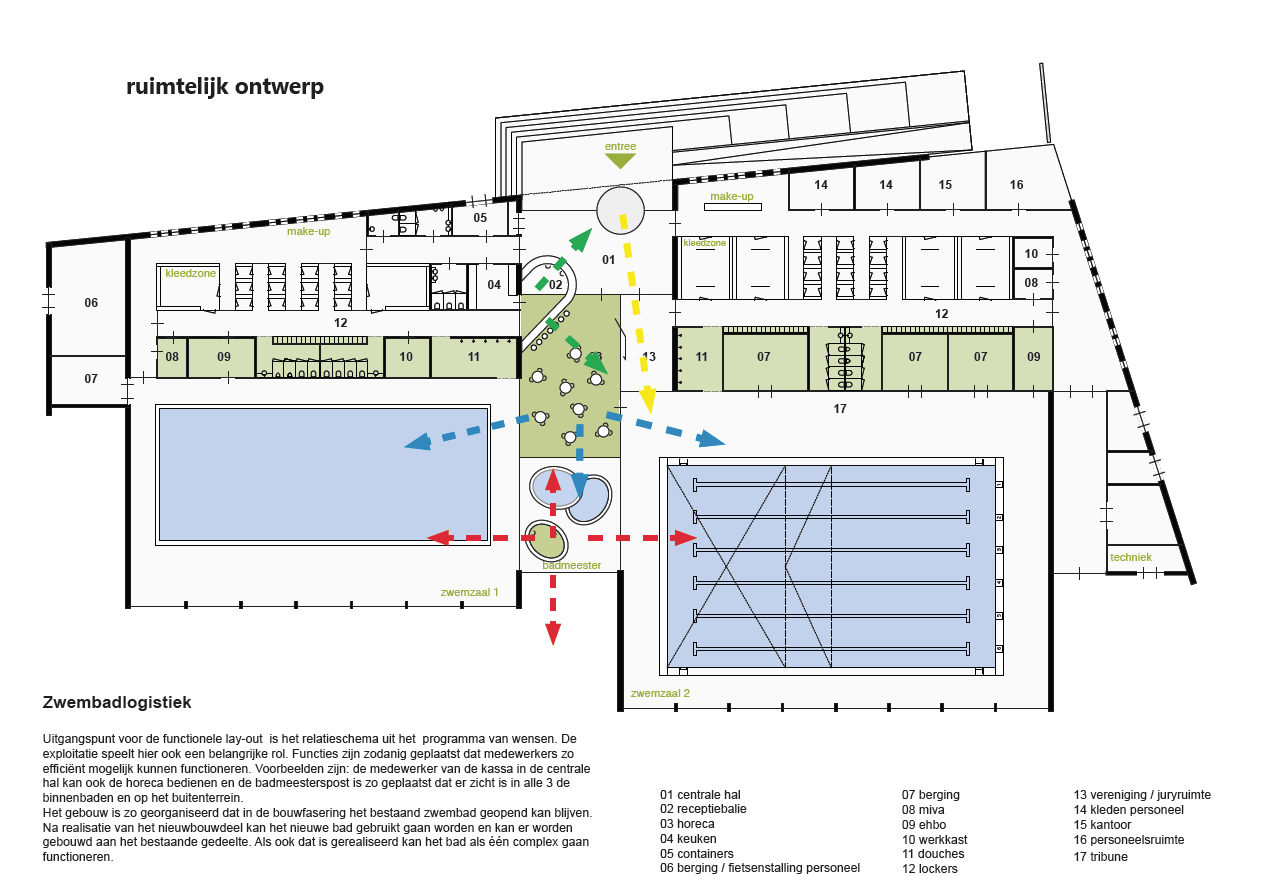 ruimtelijk ontwerp
entree
make-up
14
14
15
16
make-up
05
kleedzone
kleedzone
01
10
06
04
02
08
12
12
08
09
10
11
13
11
07
07
07
09
07
17
1
2
3
4
5
6
badmeester
techniek
zwemzaal 1
zwemzaal 2
Zwembadlogistiek
Uitgangspunt voor de functionele lay-out is het relatieschema uit het programma van wensen. De
exploitatie speelt hier ook een belangrijke rol. Functies zijn zodanig geplaatst dat medewerkers zo
efficiënt mogelijk kunnen functioneren. Voorbeelden zijn: de medewerker van de kassa in de centrale
hal kan ook de horeca bedienen en de badmeesterspost is zo geplaatst dat er zicht is in alle 3 de
binnenbaden en op het buitenterrein.
Het gebouw is zo georganiseerd dat in de bouwfasering het bestaand zwembad geopend kan blijven.
Na realisatie van het nieuwbouwdeel kan het nieuwe bad gebruikt gaan worden en kan er worden
gebouwd aan het bestaande gedeelte. Als ook dat is gerealiseerd kan het bad als één complex gaan
functioneren.
01 centrale hal
02 receptiebalie
03 horeca
04 keuken
05 containers
06 berging / fietsenstalling personeel
07 berging
08 miva
09 ehbo
10 werkkast
11 douches
12 lockers
13 vereniging / juryruimte
14 kleden personeel
15 kantoor
16 personeelsruimte
17 tribune